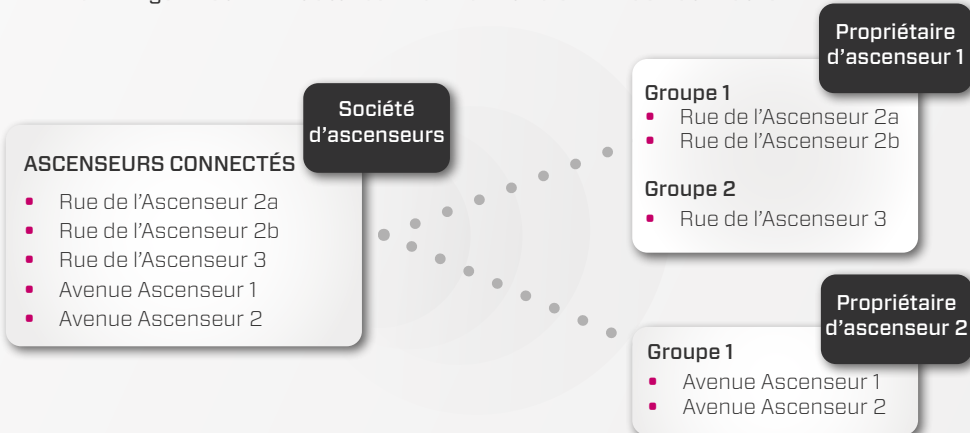 Société
d'ascenseurs
ASCENSEURS CONNECTÉS
Rue de l'Ascenseur 2a
Rue de l'Ascenseur 2b
Rue de l'Ascenseur 3
Avenue Ascenseur 1
Avenue Ascenseur 2
Propriétaire
d'ascenseur 1
Groupe 1
Rue de l'Ascenseur 2a
Rue de l'Ascenseur 2b
Groupe 2
Rue de l'Ascenseur 3
Propriétaire
d'ascenseur 2
Groupe 1
Avenue Ascenseur 1
Avenue Ascenseur 2